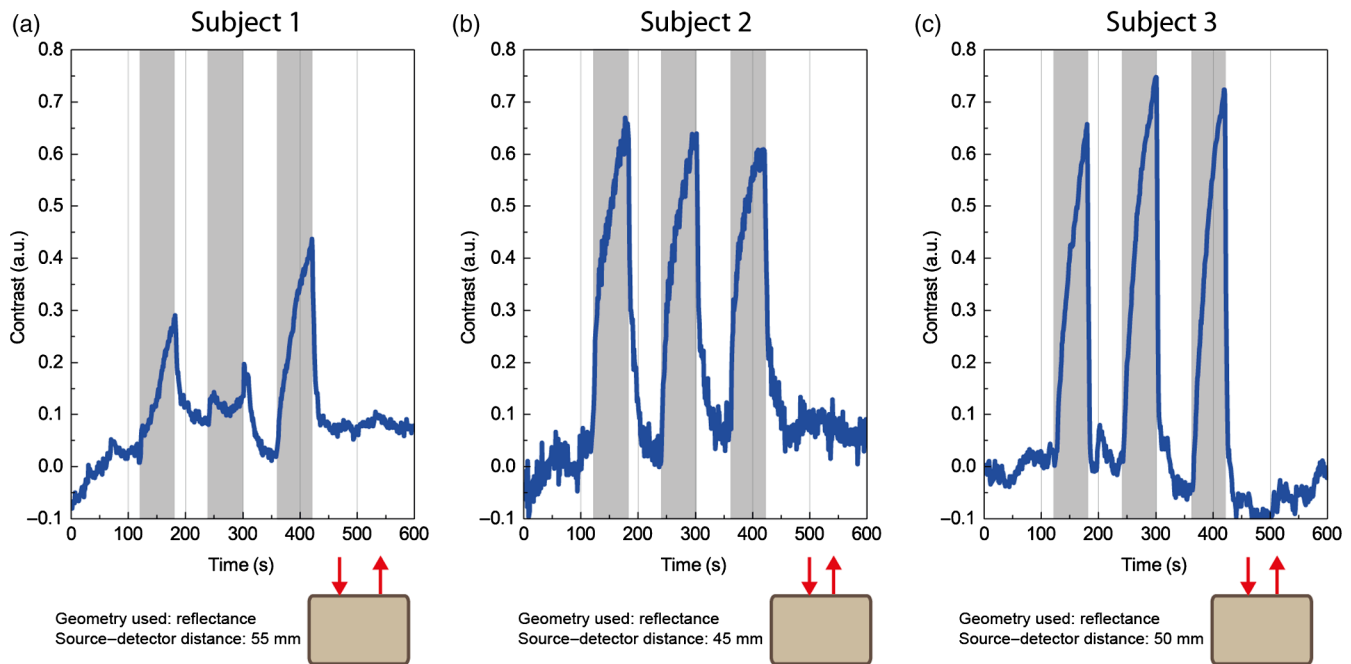 (a) Subject 1
0.8
0.7
0.6
0.5
0.4
0.3
0.2
0.1
0.0
–0.1
Contrast (a.u.)
0 100 200 300 400 500 600
Time (s)
Geometry used: reflectance
Source–detector distance: 55 mm
(b) Subject 2
0.8
0.7
0.6
0.5
0.4
0.3
0.2
0.1
0.0
–0.1
Contrast (a.u.)
0 100 200 300 400 500 600
Time (s)
Geometry used: reflectance
Source–detector distance: 45 mm
(c) Subject 3
0.8
0.7
0.6
0.5
0.4
0.3
0.2
0.1
0.0
–0.1
Contrast (a.u.)
0 100 200 300 400 500 600
Time (s)
Geometry used: reflectance
Source–detector distance: 50 mm